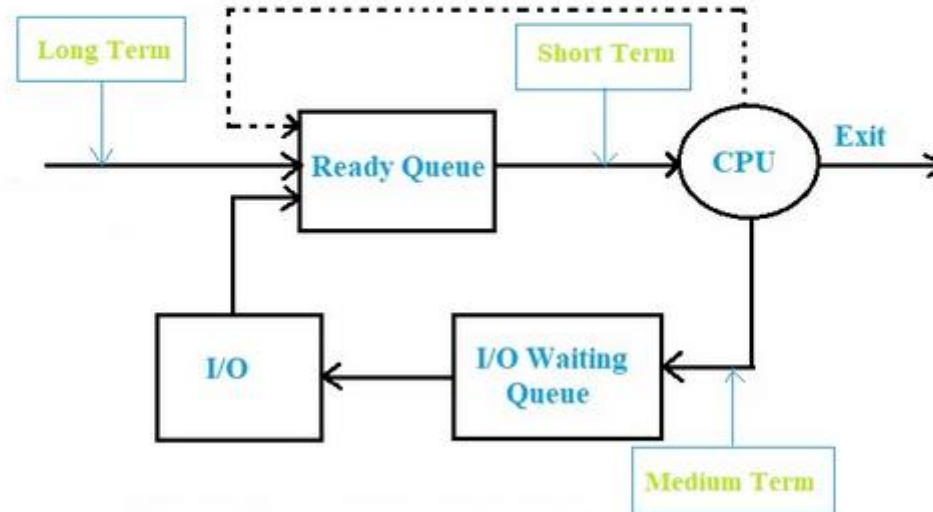 Long Term
Short Term
Ready Queue
CPU
Exit
I/O
I/O Waiting
Queue
Medium Term